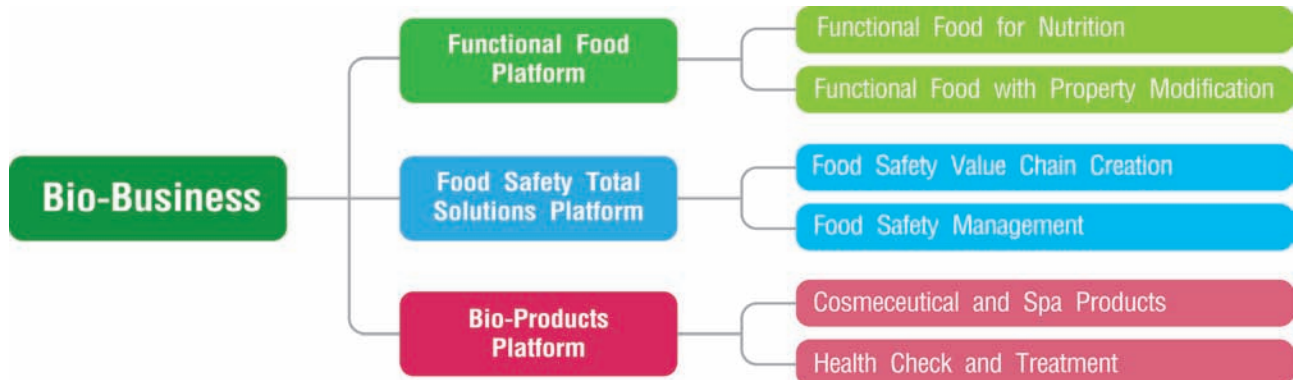 Bio-Business
Functional Food
Platform
Functional Food for Nutrition
Functional Food with Property Modification
Food Safety Total
Solutions Platform
Food Safety Value Chain Creation
Food Safety Management
Bio-Products
Platform
Cosmeceutical and Spa Products
Health Check and Treatment